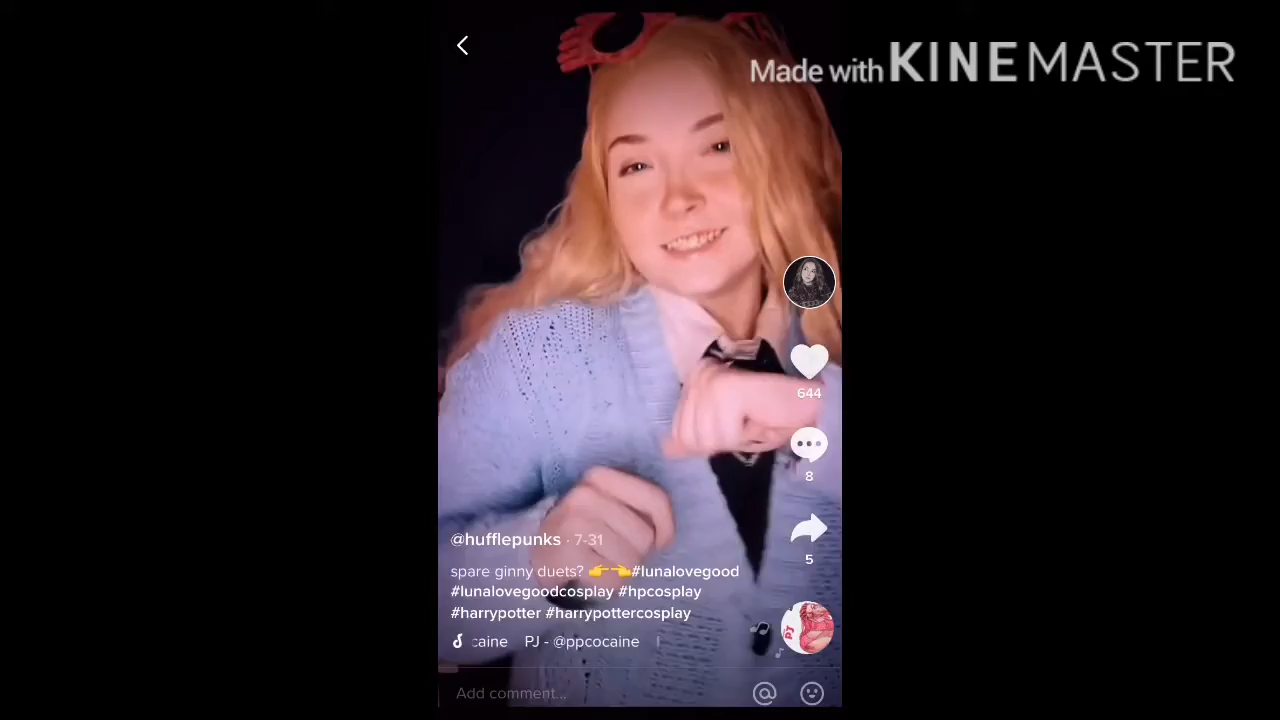 Made with KINEMASTER
644
8
@hufflepunks · 7-31
5
spare ginny duets? 👉👈#lunalovegood
#lunalovegoodcosplay #hpcosplay
#harrypotter #harrypottercosplay
caine PJ - @ppcocaine
PJ
Add comment...